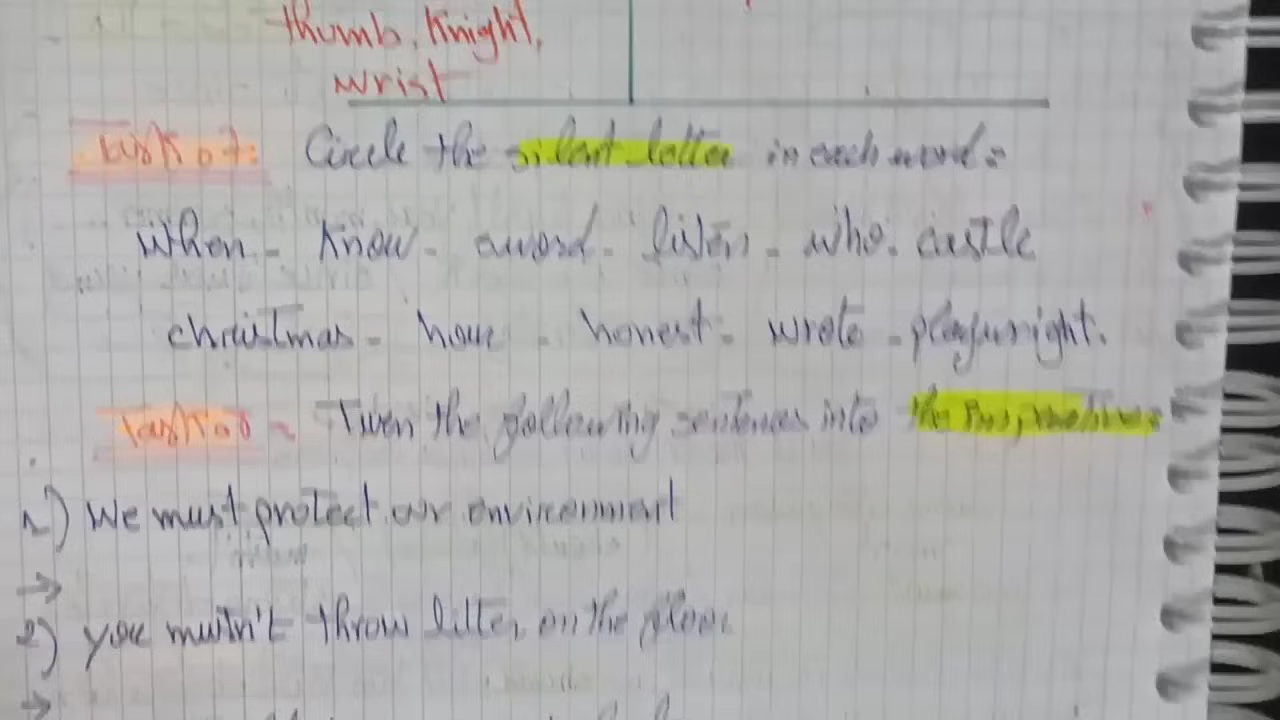 thumb, Knight,
wrist
Task 07: Circle the silent letter in each word:
when - Know - sword - listen - who - castle
christmas - hour - honest - wrote - playwright.
Task 08 - Turn the following sentences into the
1) We must protect our environment
→
2) you mustn't throw litter on the floor
→